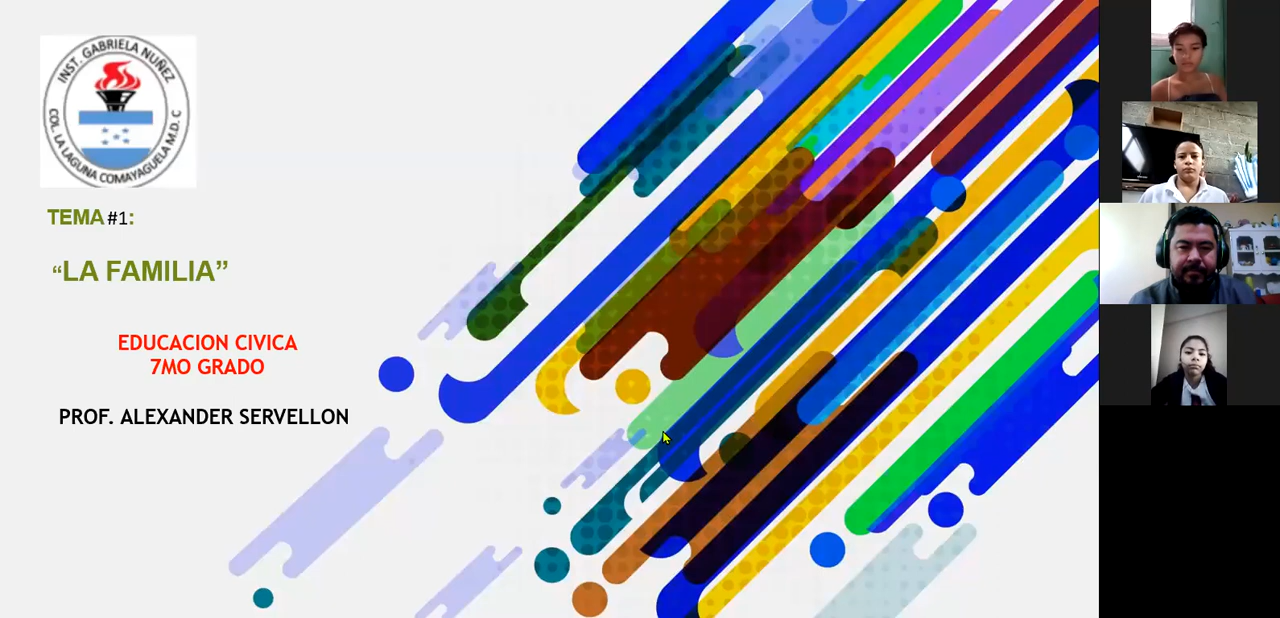 INST. GABRIELA NUÑEZ
COL. LA LAGUNA COMAYAGUELA M.D.C
TEMA #1:
“LA FAMILIA”
EDUCACION CIVICA
7MO GRADO
PROF. ALEXANDER SERVELLON